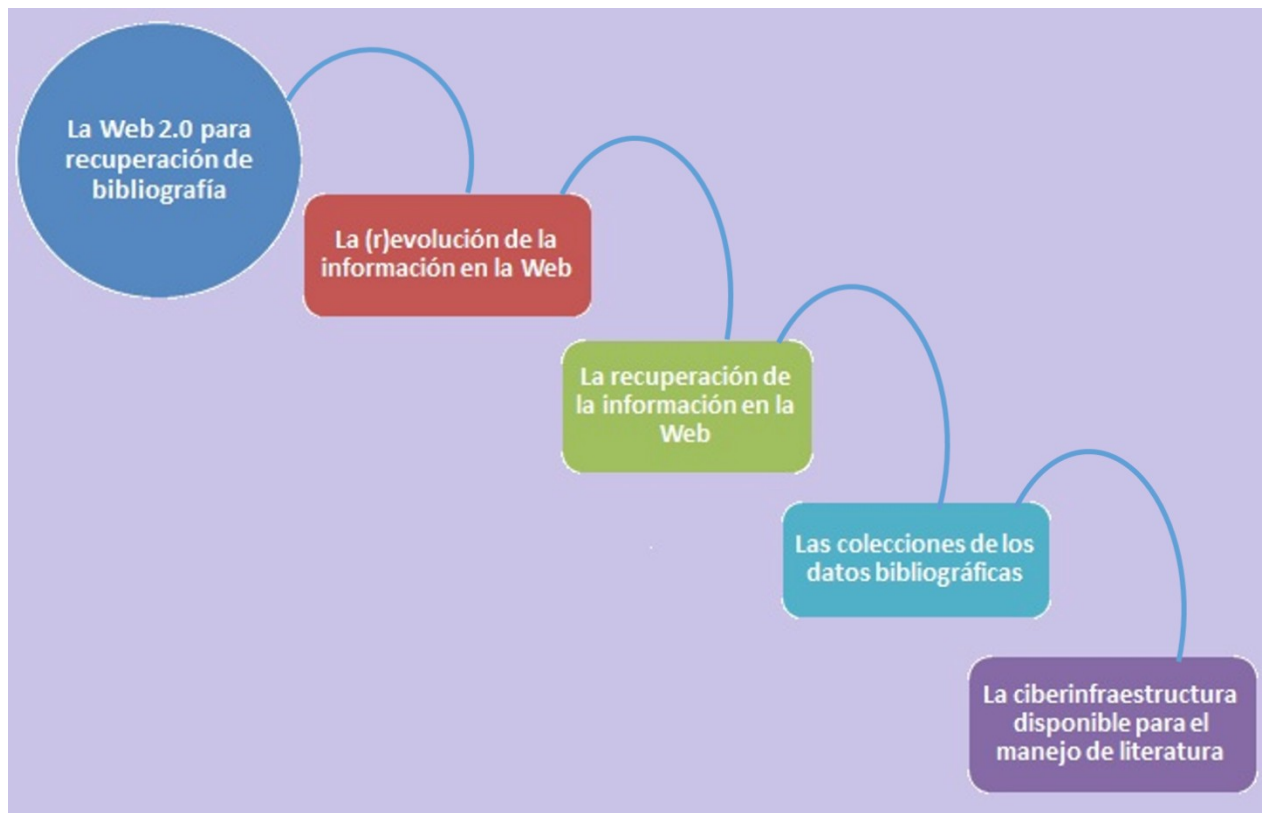 La Web 2.0 para
recuperación de
bibliografía
La (r)evolución de la
información en la Web
La recuperación de
la información en la
Web
Las colecciones de los
datos bibliográficas
La ciberinfraestructura
disponible para el
manejo de literatura